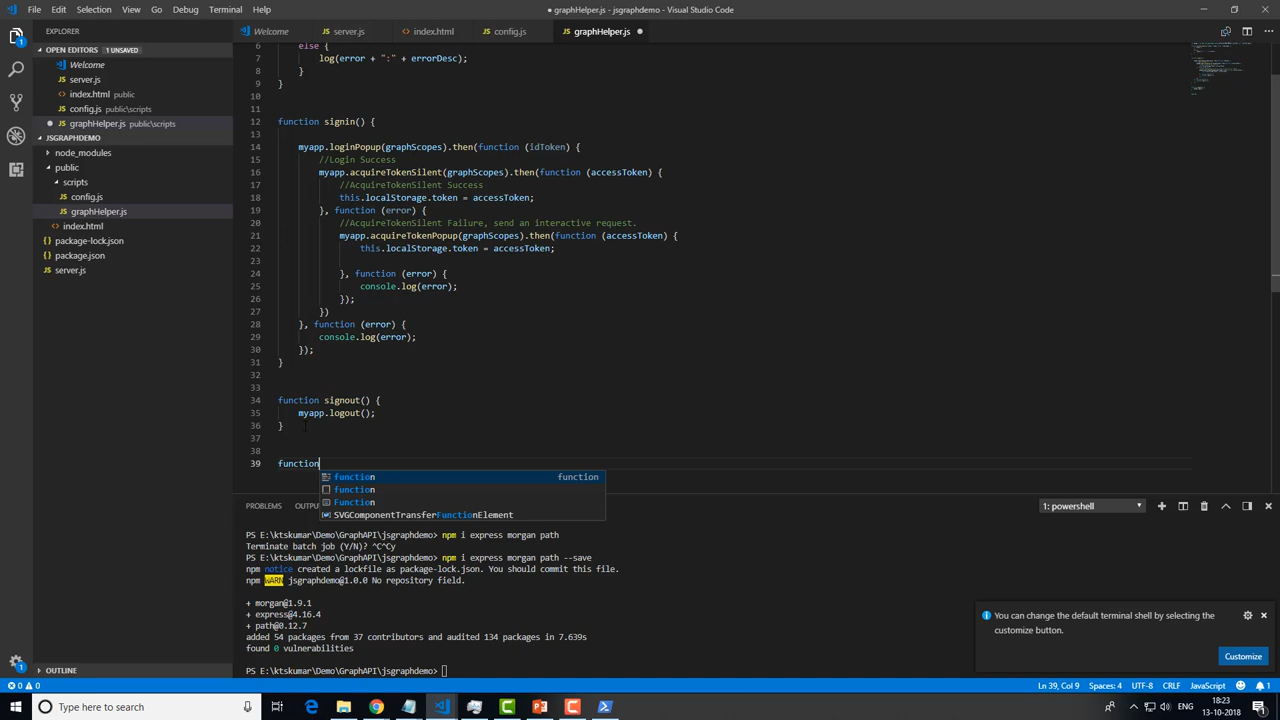 File Edit Selection View Go Debug Terminal Help
● graphHelper.js - jsgraphdemo - Visual Studio Code
EXPLORER
OPEN EDITORS 1 UNSAVED
Welcome
server.js
index.html public
config.js public\scripts
graphHelper.js public\scripts
JSGRAPHDEMO
node_modules
public
scripts
config.js
graphHelper.js
index.html
package-lock.json
package.json
server.js
OUTLINE
Welcome server.js index.html config.js graphHelper.js
6 else {
7 log(error + ":" + errorDesc);
8 }
9 }
10
11
12 function signin() {
13
14 myapp.loginPopup(graphScopes).then(function (idToken) {
15 //Login Success
16 myapp.acquireTokenSilent(graphScopes).then(function (accessToken) {
17 //AcquireTokenSilent Success
18 this.localStorage.token = accessToken;
19 }, function (error) {
20 //AcquireTokenSilent Failure, send an interactive request.
21 myapp.acquireTokenPopup(graphScopes).then(function (accessToken) {
22 this.localStorage.token = accessToken;
23
24 }, function (error) {
25 console.log(error);
26 });
27 })
28 }, function (error) {
29 console.log(error);
30 });
31 }
32
33
34 function signout() {
35 myapp.logout();
36 }
37
38
39 function
function function
function
Function
SVGComponentTransferFunctionElement
PROBLEMS OUTPU
1: powershell
PS E:\ktskumar\Demo\GraphAPI\jsgraphdemo> npm i express morgan path
Terminate batch job (Y/N)? ^C^Cy
PS E:\ktskumar\Demo\GraphAPI\jsgraphdemo> npm i express morgan path --save
npm notice created a lockfile as package-lock.json. You should commit this file.
npm WARN jsgraphdemo@1.0.0 No repository field.
+ morgan@1.9.1
+ express@4.16.4
+ path@0.12.7
added 54 packages from 37 contributors and audited 134 packages in 7.639s
found 0 vulnerabilities
PS E:\ktskumar\Demo\GraphAPI\jsgraphdemo>
You can change the default terminal shell by selecting the
customize button.
Customize
0 0
Ln 39, Col 9 Spaces: 4 UTF-8 CRLF JavaScript 1
Type here to search
ENG
18:23
13-10-2018